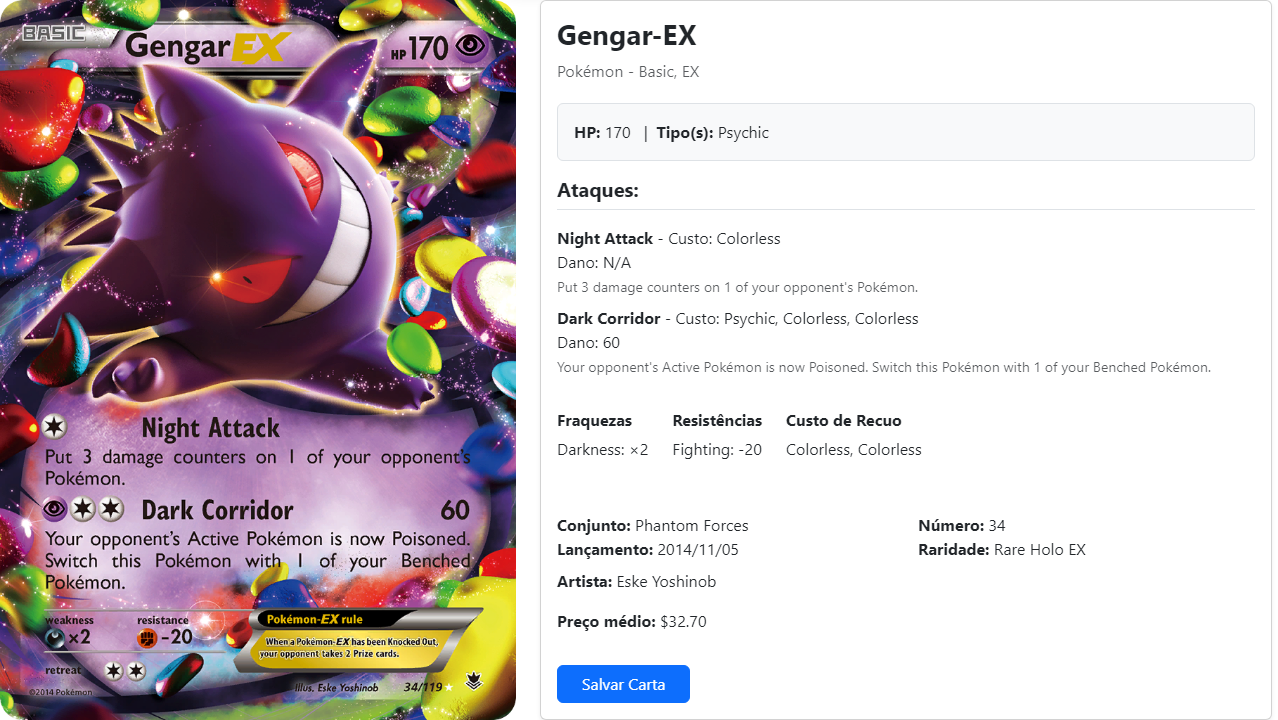 BASIC
Gengar EX
HP 170
Night Attack
Put 3 damage counters on 1 of your opponent's
Pokémon.
Dark Corridor 60
Your opponent's Active Pokémon is now Poisoned.
Switch this Pokémon with 1 of your Benched
Pokémon.
weakness resistance
×2 -20
Pokémon-EX rule
When a Pokémon-EX has been Knocked Out,
your opponent takes 2 Prize cards.
retreat
©2014 Pokémon
Illus. Eske Yoshinob 34/119
Gengar-EX
Pokémon - Basic, EX
HP: 170 | Tipo(s): Psychic
Ataques:
Night Attack - Custo: Colorless
Dano: N/A
Put 3 damage counters on 1 of your opponent's Pokémon.
Dark Corridor - Custo: Psychic, Colorless, Colorless
Dano: 60
Your opponent's Active Pokémon is now Poisoned. Switch this Pokémon with 1 of your Benched Pokémon.
Fraquezas Resistências Custo de Recuo
Darkness: ×2 Fighting: -20 Colorless, Colorless
Conjunto: Phantom Forces Número: 34
Lançamento: 2014/11/05 Raridade: Rare Holo EX
Artista: Eske Yoshinob
Preço médio: $32.70
Salvar Carta